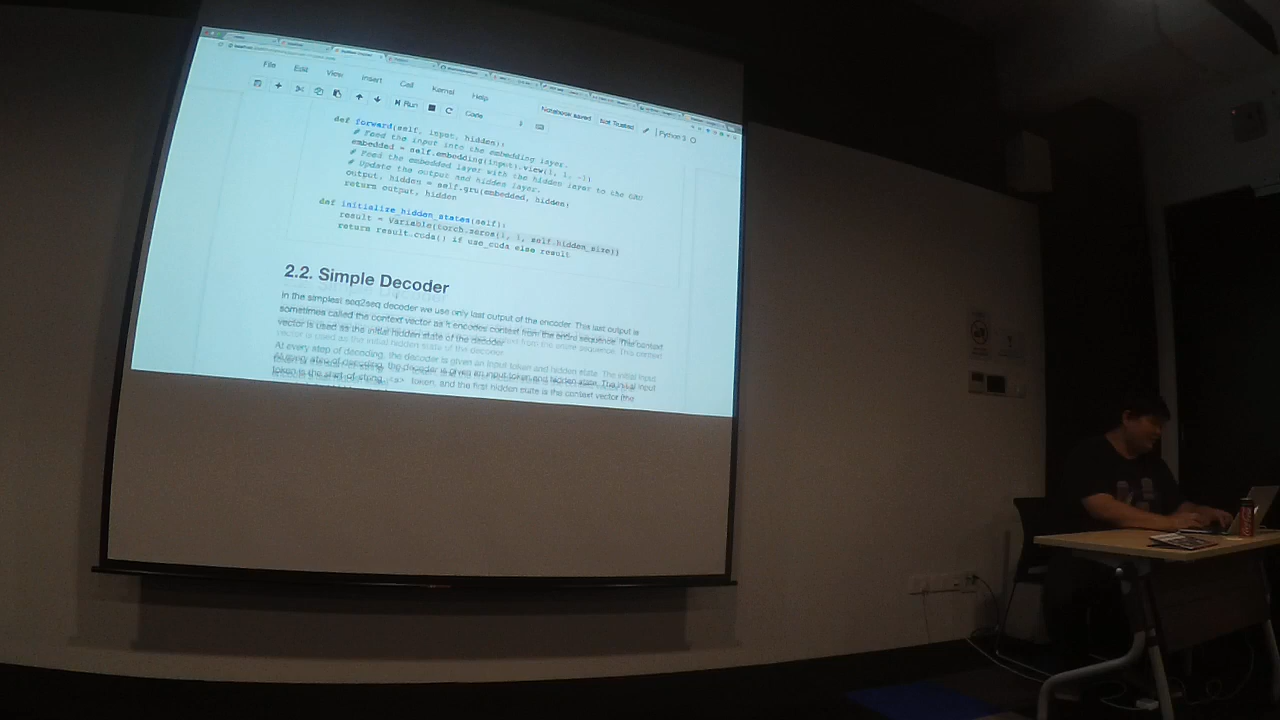 File Edit View Insert Cell Kernel Help
Run Code Notebook saved Not Trusted Python 3
def forward(self, input, hidden):
# Feed the input into the embedding layer.
embedded = self.embedding(input).view(1, 1, -1)
# Feed the embedded layer with the hidden layer to the GRU
# Update the output and hidden layer.
output, hidden = self.gru(embedded, hidden)
return output, hidden
def initialize_hidden_states(self):
result = Variable(torch.zeros(1, 1, self.hidden_size))
return result.cuda() if use_cuda else result
2.2. Simple Decoder
In the simplest seq2seq decoder we use only last output of the encoder. This last output is
sometimes called the context vector as it encodes context from the entire sequence. This context
vector is used as the initial hidden state of the decoder.
At every step of decoding, the decoder is given an input token and hidden state. The initial input
token is the start-of-string <s> token, and the first hidden state is the context vector (the